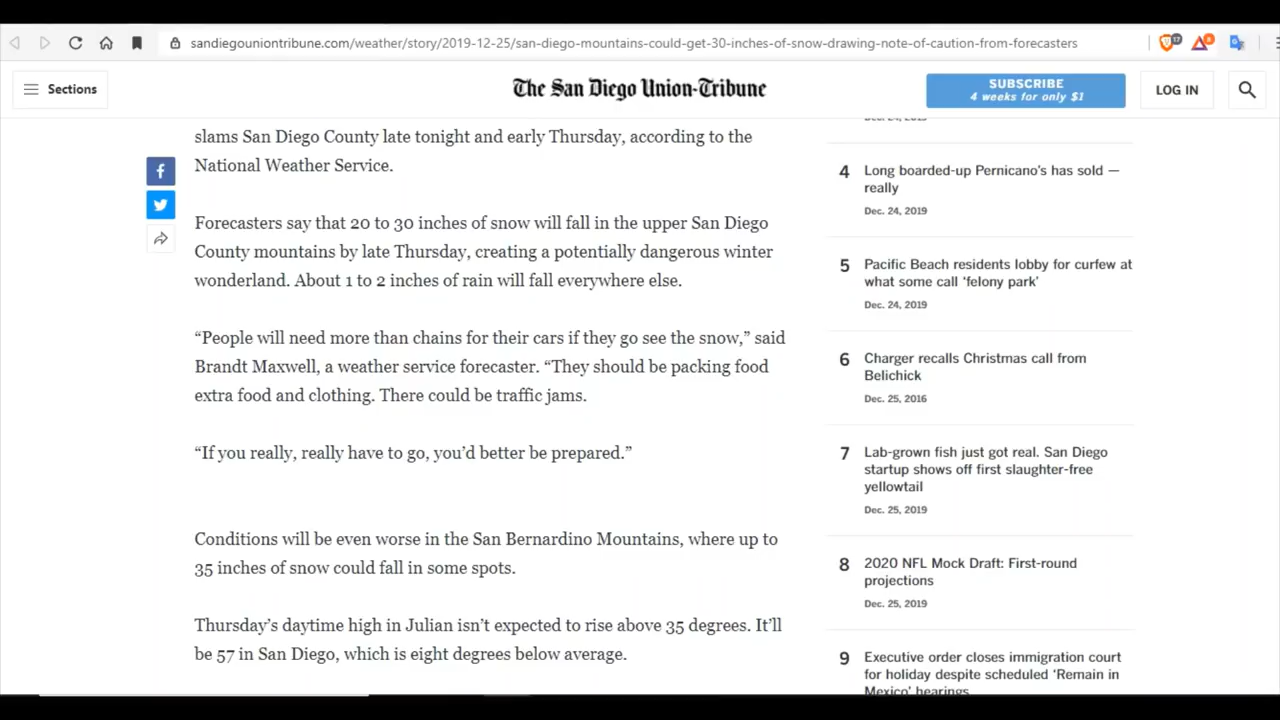 sandiegouniontribune.com/weather/story/2019-12-25/san-diego-mountains-could-get-30-inches-of-snow-drawing-note-of-caution-from-forecasters
Sections
The San Diego Union-Tribune
SUBSCRIBE
4 weeks for only $1
LOG IN
slams San Diego County late tonight and early Thursday, according to the
National Weather Service.
Forecasters say that 20 to 30 inches of snow will fall in the upper San Diego
County mountains by late Thursday, creating a potentially dangerous winter
wonderland. About 1 to 2 inches of rain will fall everywhere else.
“People will need more than chains for their cars if they go see the snow,” said
Brandt Maxwell, a weather service forecaster. “They should be packing food
extra food and clothing. There could be traffic jams.
“If you really, really have to go, you’d better be prepared.”
Conditions will be even worse in the San Bernardino Mountains, where up to
35 inches of snow could fall in some spots.
Thursday’s daytime high in Julian isn’t expected to rise above 35 degrees. It’ll
be 57 in San Diego, which is eight degrees below average.
4 Long boarded-up Pernicano’s has sold —
really
Dec. 24, 2019
5 Pacific Beach residents lobby for curfew at
what some call ‘felony park’
Dec. 24, 2019
6 Charger recalls Christmas call from
Belichick
Dec. 25, 2016
7 Lab-grown fish just got real. San Diego
startup shows off first slaughter-free
yellowtail
Dec. 25, 2019
8 2020 NFL Mock Draft: First-round
projections
Dec. 25, 2019
9 Executive order closes immigration court
for holiday despite scheduled ‘Remain in
Mexico’ hearings